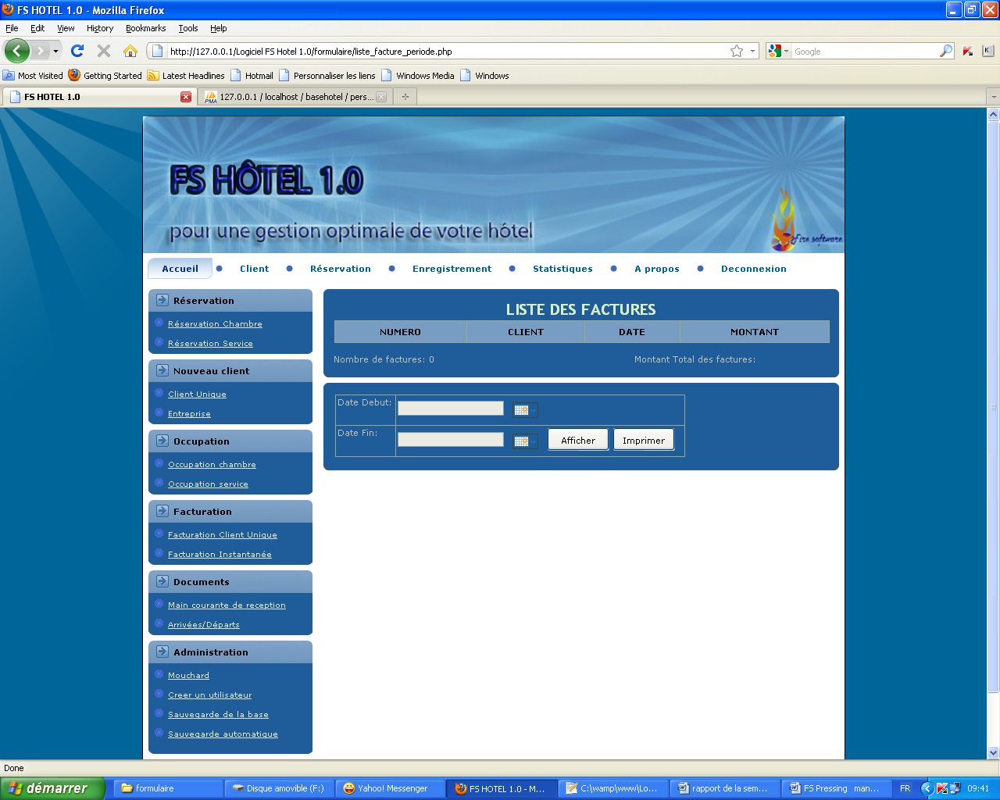 FS HOTEL 1.0 - Mozilla Firefox
File Edit View History Bookmarks Tools Help
http://127.0.0.1/Logiciel FS Hotel 1.0/formulaire/liste_facture_periode.php
Google
K
Most Visited Getting Started Latest Headlines Hotmail Personnaliser les liens Windows Media Windows
FS HOTEL 1.0
PMA 127.0.0.1 / localhost / basehotel / pers...
FS HÔTEL 1.0
pour une gestion optimale de votre hôtel
Fire software
Accueil Client Réservation Enregistrement Statistiques A propos Deconnexion
Réservation
Réservation Chambre
Réservation Service
Nouveau client
Client Unique
Entreprise
Occupation
Occupation chambre
Occupation service
Facturation
Facturation Client Unique
Facturation Instantanée
Documents
Main courante de reception
Arrivées/Départs
Administration
Mouchard
Creer un utilisateur
Sauvegarde de la base
Sauvegarde automatique
LISTE DES FACTURES
NUMERO CLIENT DATE MONTANT
Nombre de factures: 0 Montant Total des factures:
Date Debut:
Date Fin: Afficher Imprimer
Done
démarrer formulaire Disque amovible (F:) Yahoo! Messenger FS HOTEL 1.0 - M... C:\wamp\www\Lo... rapport de la sem... FS Pressing man... FR 09:41